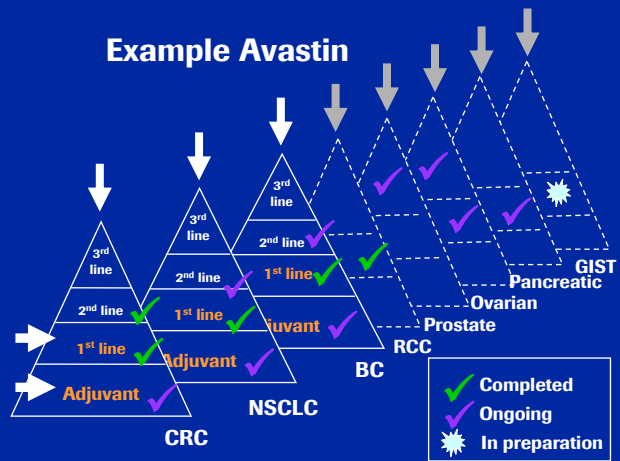 Example Avastin
3rd
line
2nd line
1st line
Adjuvant
CRC
3rd
line
2nd line
1st line
Adjuvant
NSCLC
3rd
line
2nd line
1st line
juvant
BC
RCC
Prostate
Ovarian
Pancreatic
GIST
Completed
Ongoing
In preparation